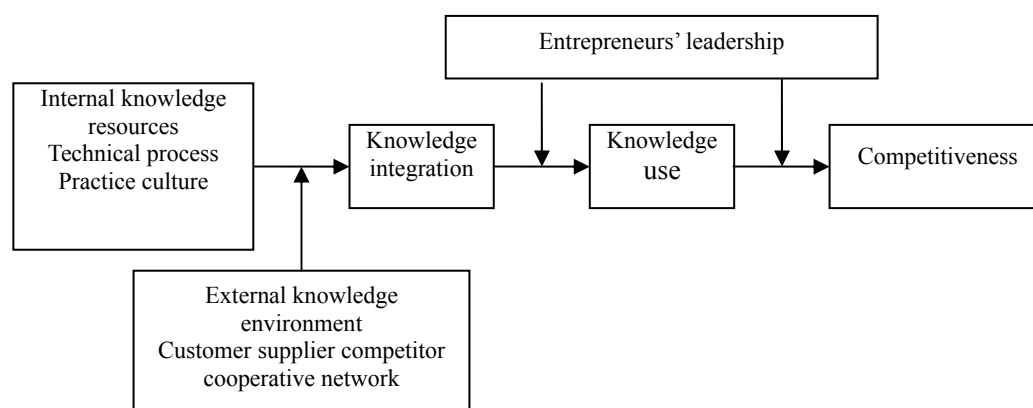 Entrepreneurs’ leadership
Internal knowledge
resources
Technical process
Practice culture
Knowledge
integration
Knowledge
use
Competitiveness
External knowledge
environment
Customer supplier competitor
cooperative network